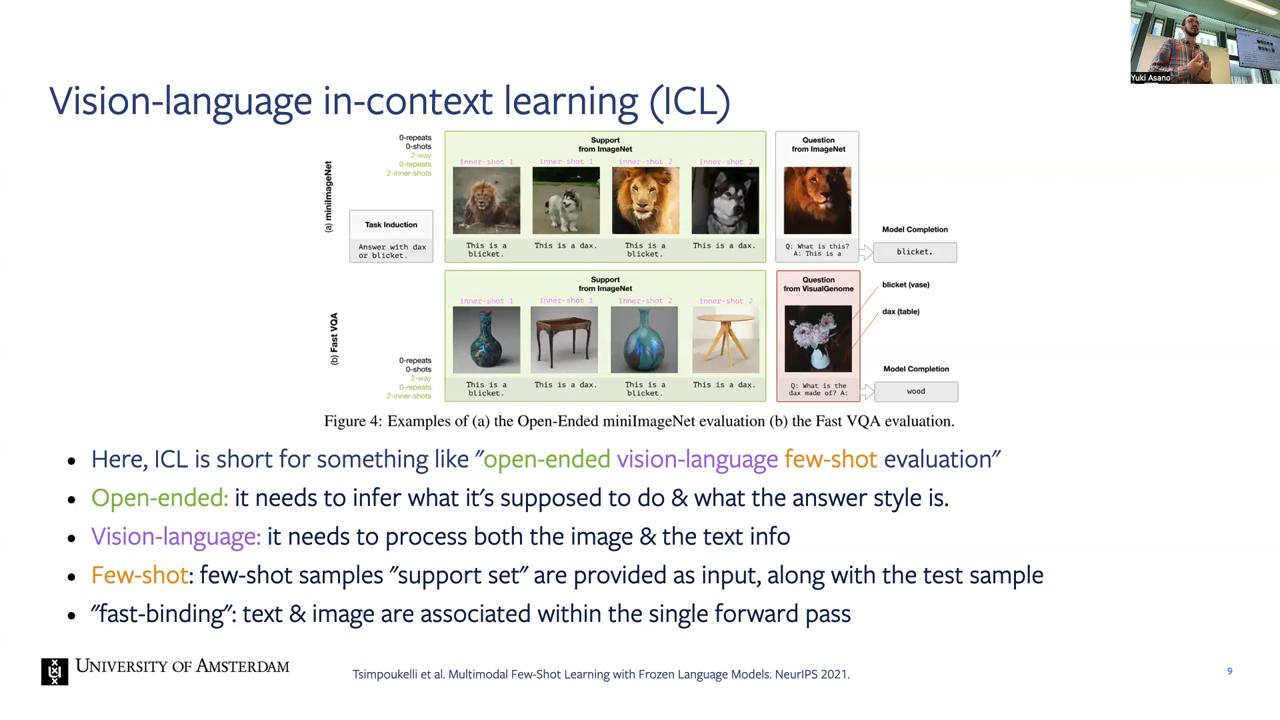 Yuki Asano
Vision-language in-context learning (ICL)
(a) miniImageNet
0-repeats
0-shots
2-way
0-repeats
2-inner-shots
Task Induction
Answer with dax
or blicket.
Support
from ImageNet
inner-shot 1 inner-shot 1 inner-shot 2 inner-shot 2
This is a
blicket.
This is a dax.
This is a
blicket.
This is a dax.
Question
from ImageNet
Q: What is this?
A: This is a
Model Completion
blicket.
(b) Fast VQA
0-repeats
0-shots
2-way
0-repeats
2-inner-shots
Support
from ImageNet
inner-shot 1 inner-shot 1 inner-shot 2 inner-shot 2
This is a
blicket.
This is a dax.
This is a
blicket.
This is a dax.
Question
from VisualGenome
blicket (vase)
dax (table)
Q: What is the
dax made of? A:
Model Completion
wood
Figure 4: Examples of (a) the Open-Ended miniImageNet evaluation (b) the Fast VQA evaluation.
• Here, ICL is short for something like "open-ended vision-language few-shot evaluation"
• Open-ended: it needs to infer what it's supposed to do & what the answer style is.
• Vision-language: it needs to process both the image & the text info
• Few-shot: few-shot samples "support set" are provided as input, along with the test sample
• "fast-binding": text & image are associated within the single forward pass
UNIVERSITY OF AMSTERDAM
Tsimpoukelli et al. Multimodal Few-Shot Learning with Frozen Language Models. NeurIPS 2021.
9